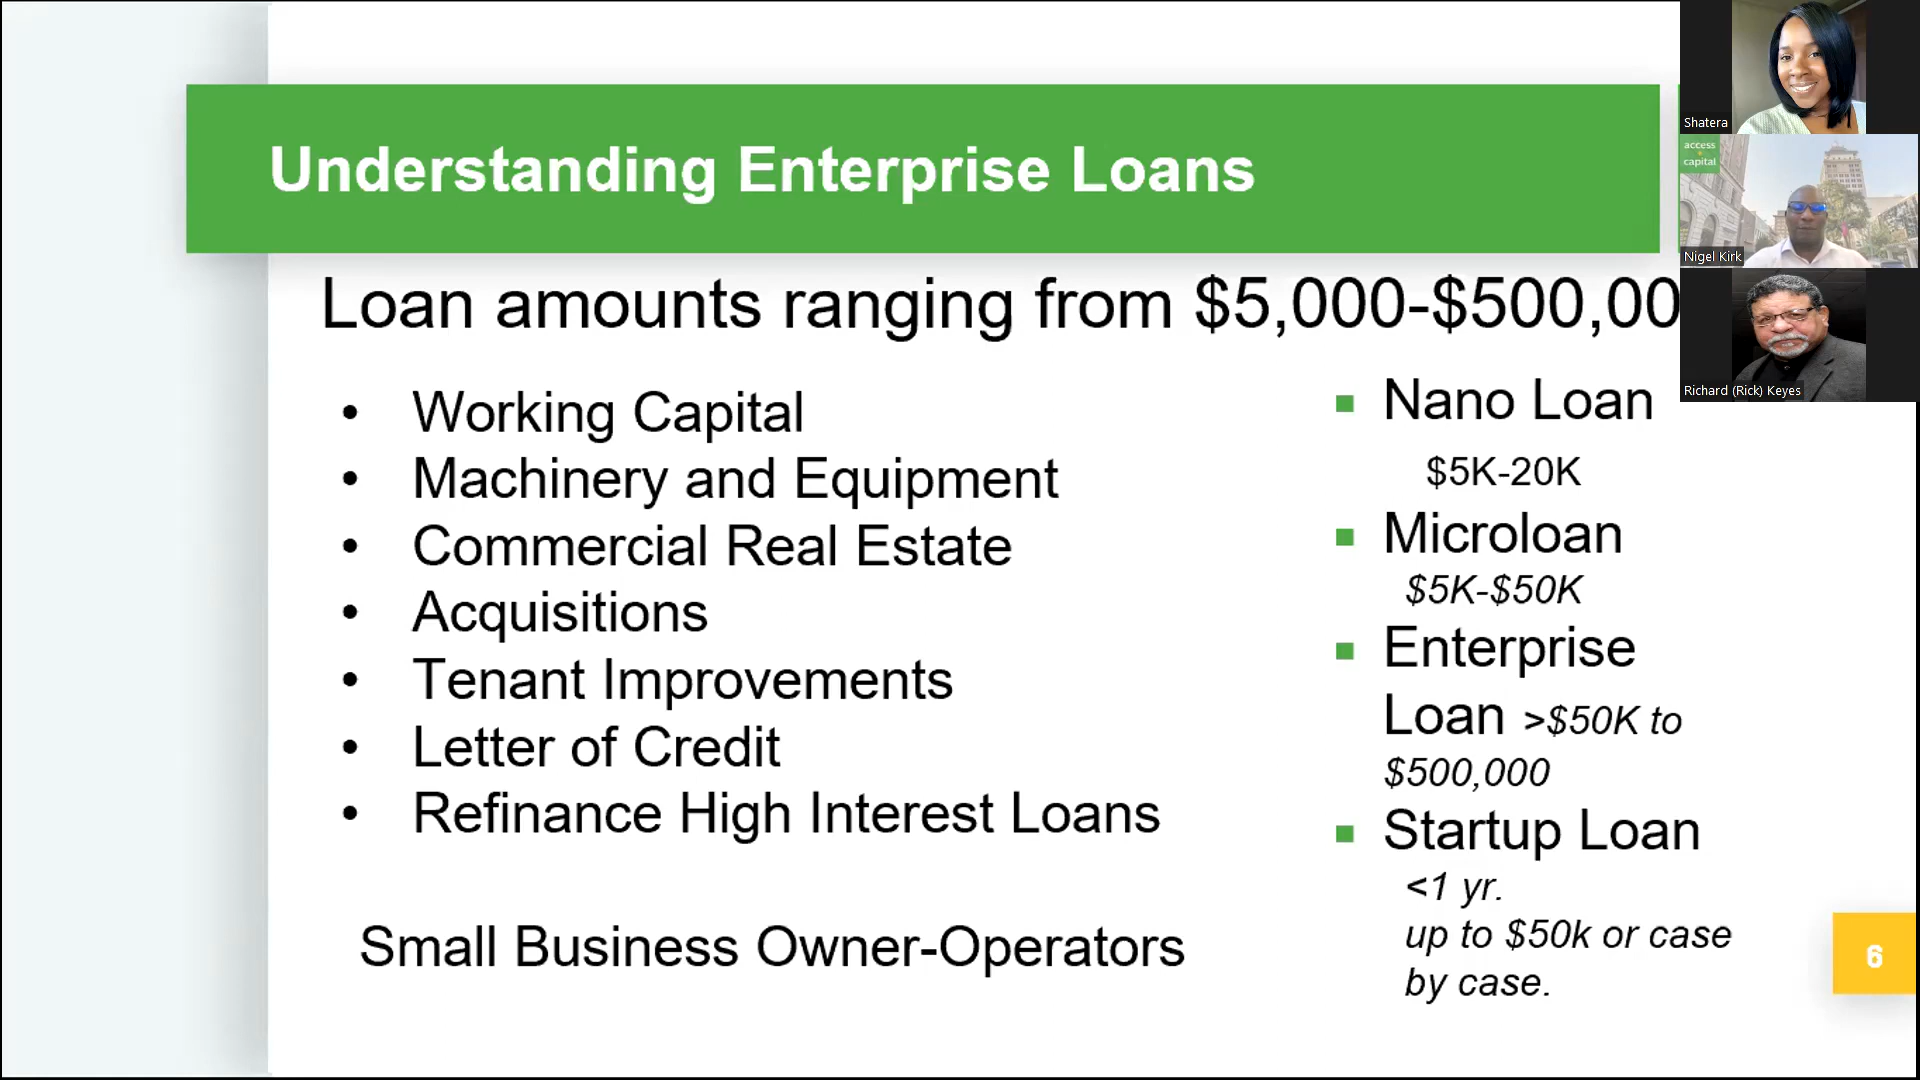 Understanding Enterprise Loans
Loan amounts ranging from $5,000-$500,00
• Working Capital
• Machinery and Equipment
• Commercial Real Estate
• Acquisitions
• Tenant Improvements
• Letter of Credit
• Refinance High Interest Loans
Small Business Owner-Operators
▪ Nano Loan
$5K-20K
▪ Microloan
$5K-$50K
▪ Enterprise
Loan >$50K to
$500,000
▪ Startup Loan
<1 yr.
up to $50k or case
by case.
6
Shatera
access
+
capital
Nigel Kirk
Richard (Rick) Keyes